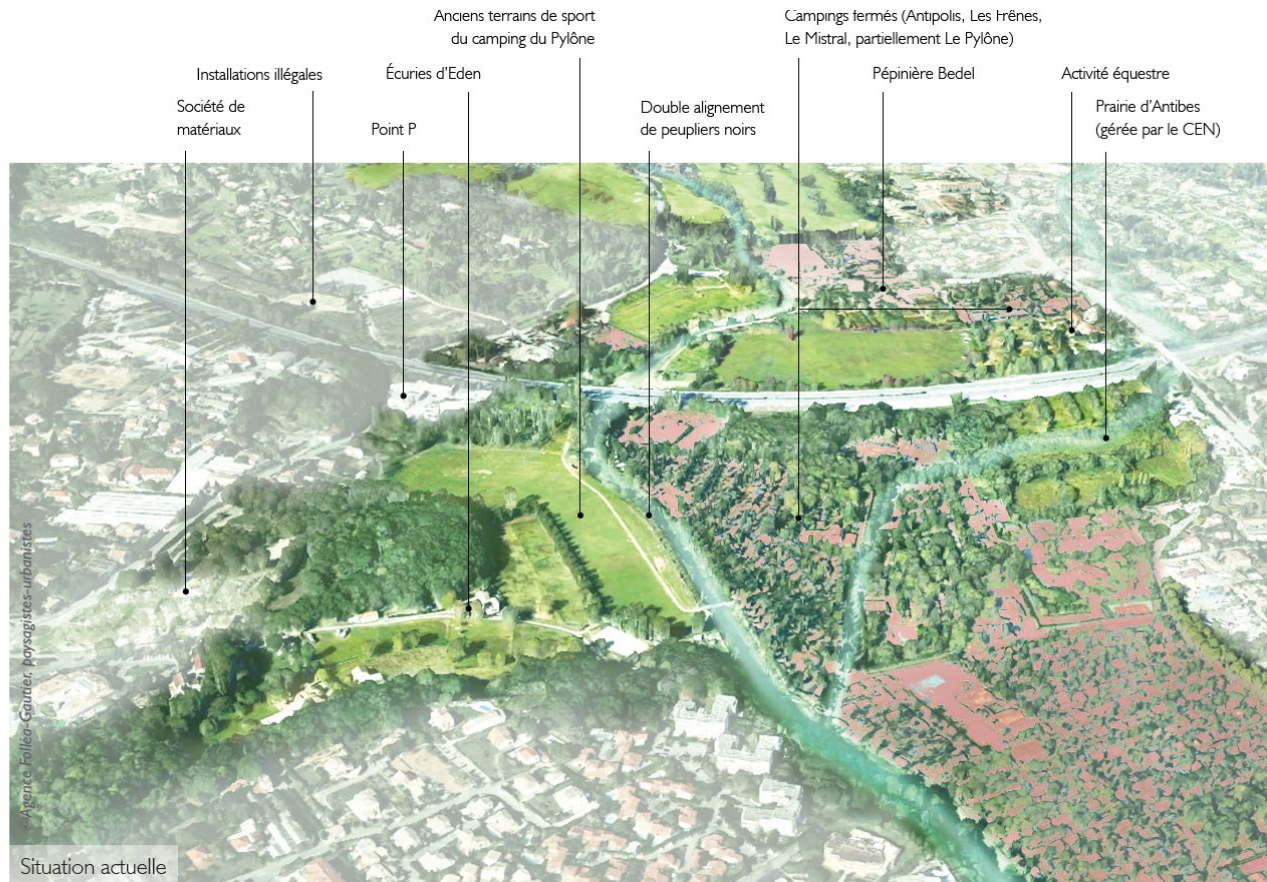 Anciens terrains de sport
du camping du Pylône
Campings fermés (Antipolis, Les Frênes,
Le Mistral, partiellement Le Pylône)
Installations illégales
Écuries d'Eden
Pépinière Bedel
Activité équestre
Société de
matériaux
Point P
Double alignement
de peupliers noirs
Prairie d'Antibes
(gérée par le CEN)
©Agence Folléa-Gautier, paysagistes-urbanistes
Situation actuelle